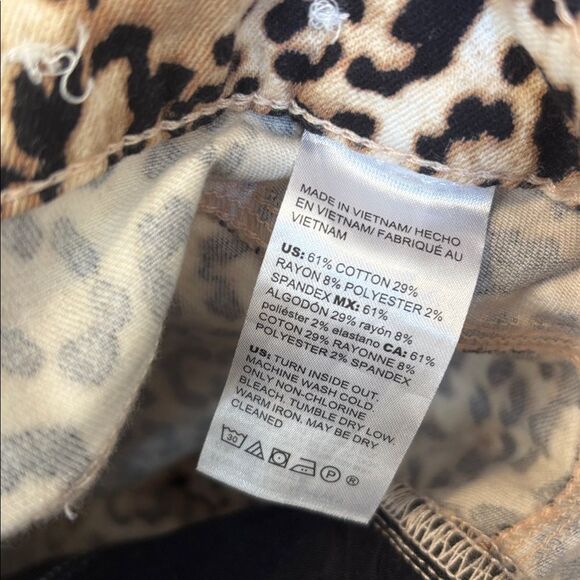 MADE IN VIETNAM/ HECHO
EN VIETNAM/ FABRIQUÉ AU
VIETNAM
US: 61% COTTON 29%
RAYON 8% POLYESTER 2%
SPANDEX MX: 61%
ALGODÓN 29% rayón 8%
poliéster 2% elastano CA: 61%
COTON 29% RAYONNE 8%
POLYESTER 2% SPANDEX
US: TURN INSIDE OUT.
MACHINE WASH COLD
ONLY NON-CHLORINE
BLEACH. TUMBLE DRY LOW.
WARM IRON. MAY BE DRY
CLEANED
30 P ®